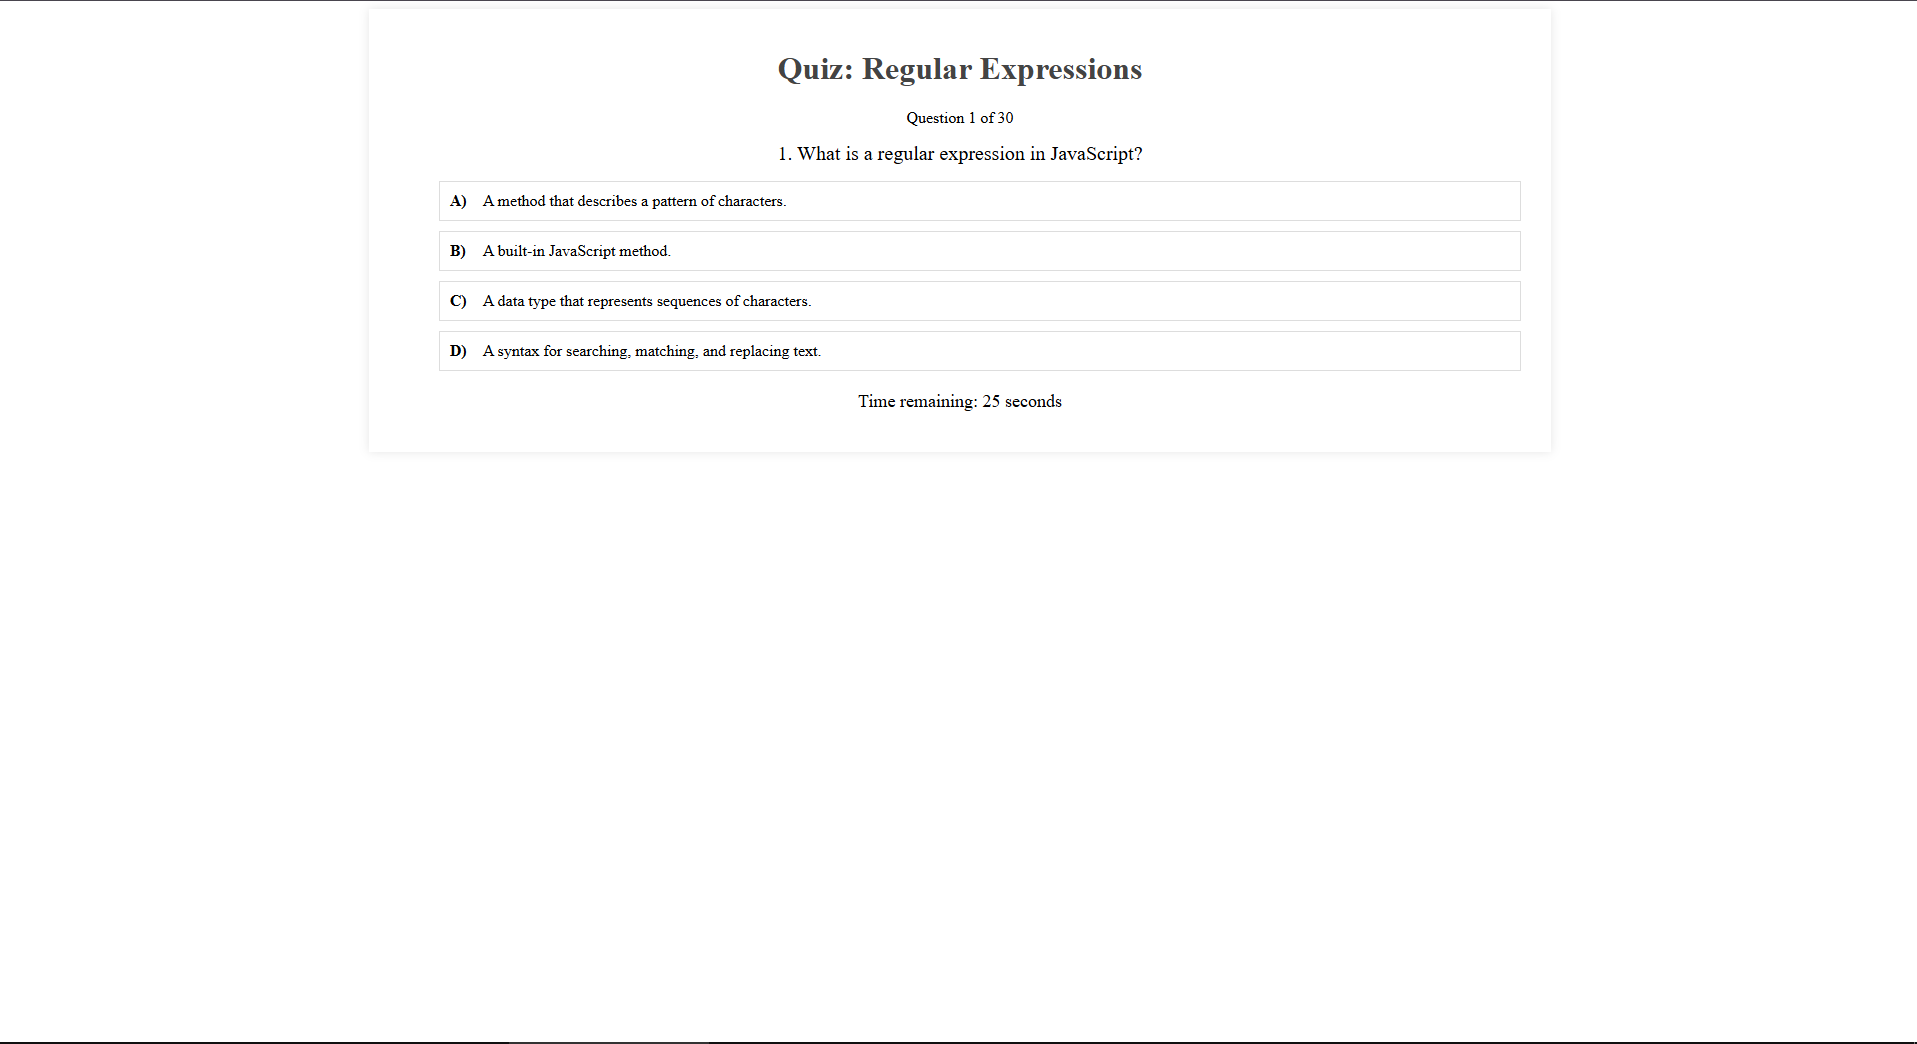 Quiz: Regular Expressions
Question 1 of 30
1. What is a regular expression in JavaScript?
A) A method that describes a pattern of characters.
B) A built-in JavaScript method.
C) A data type that represents sequences of characters.
D) A syntax for searching, matching, and replacing text.
Time remaining: 25 seconds